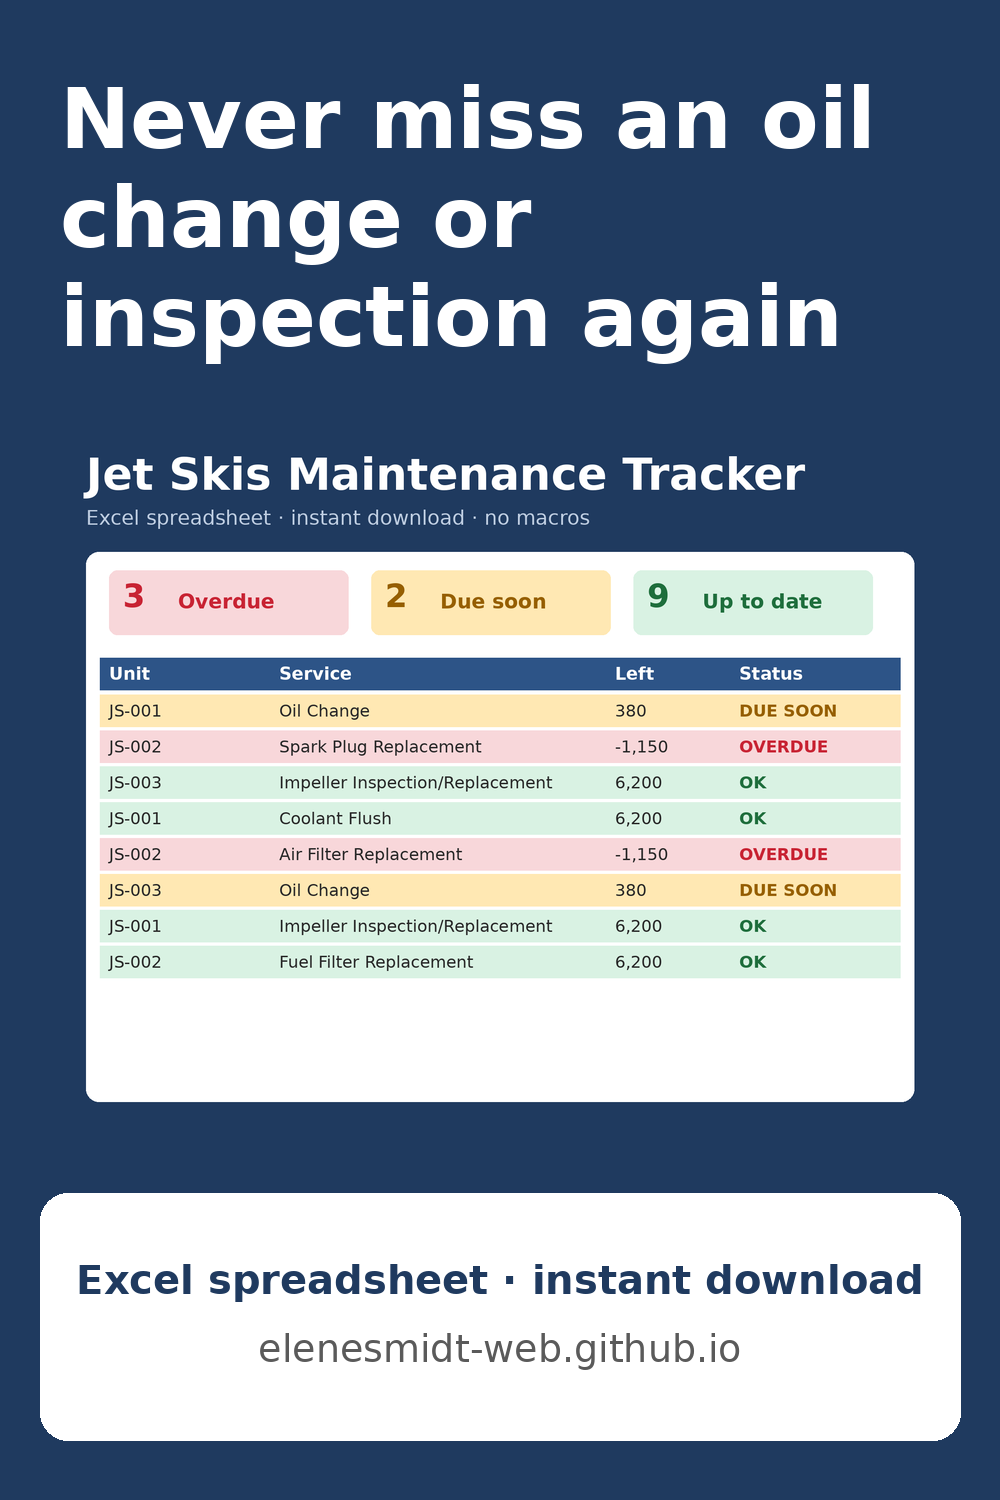 Never miss an oil
change or
inspection again
Jet Skis Maintenance Tracker
Excel spreadsheet · instant download · no macros
3 Overdue 2 Due soon 9 Up to date
Unit Service Left Status
JS-001 Oil Change 380 DUE SOON
JS-002 Spark Plug Replacement -1,150 OVERDUE
JS-003 Impeller Inspection/Replacement 6,200 OK
JS-001 Coolant Flush 6,200 OK
JS-002 Air Filter Replacement -1,150 OVERDUE
JS-003 Oil Change 380 DUE SOON
JS-001 Impeller Inspection/Replacement 6,200 OK
JS-002 Fuel Filter Replacement 6,200 OK
Excel spreadsheet · instant download
elenesmidt-web.github.io